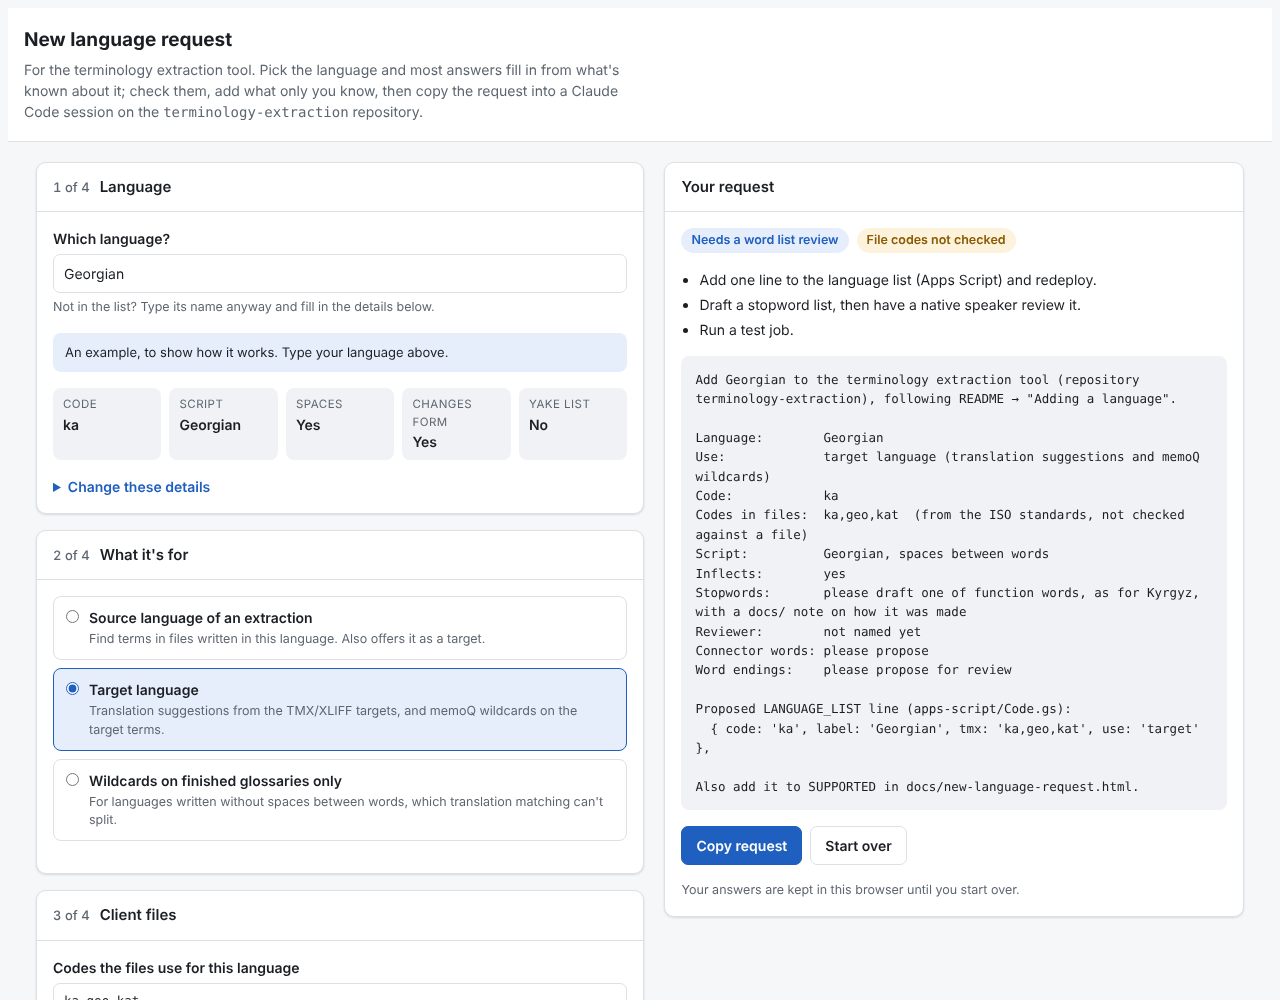 New language request
For the terminology extraction tool. Pick the language and most answers fill in from what's
known about it; check them, add what only you know, then copy the request into a Claude
Code session on the terminology-extraction repository.
1 of 4 Language
Which language?
Georgian
Not in the list? Type its name anyway and fill in the details below.
An example, to show how it works. Type your language above.
CODE
ka
SCRIPT
Georgian
SPACES
Yes
CHANGES
FORM
Yes
YAKE LIST
No
▶ Change these details
2 of 4 What it's for
Source language of an extraction
Find terms in files written in this language. Also offers it as a target.
Target language
Translation suggestions from the TMX/XLIFF targets, and memoQ wildcards on the
target terms.
Wildcards on finished glossaries only
For languages written without spaces between words, which translation matching can't
split.
3 of 4 Client files
Codes the files use for this language
ka,geo,kat
Your request
Needs a word list review
File codes not checked
• Add one line to the language list (Apps Script) and redeploy.
• Draft a stopword list, then have a native speaker review it.
• Run a test job.
Add Georgian to the terminology extraction tool (repository
terminology-extraction), following README → "Adding a language".
Language: Georgian
Use: target language (translation suggestions and memoQ
wildcards)
Code: ka
Codes in files: ka,geo,kat (from the ISO standards, not checked
against a file)
Script: Georgian, spaces between words
Inflects: yes
Stopwords: please draft one of function words, as for Kyrgyz,
with a docs/ note on how it was made
Reviewer: not named yet
Connector words: please propose
Word endings: please propose for review
Proposed LANGUAGE_LIST line (apps-script/Code.gs):
{ code: 'ka', label: 'Georgian', tmx: 'ka,geo,kat', use: 'target'
},
Also add it to SUPPORTED in docs/new-language-request.html.
Copy request
Start over
Your answers are kept in this browser until you start over.